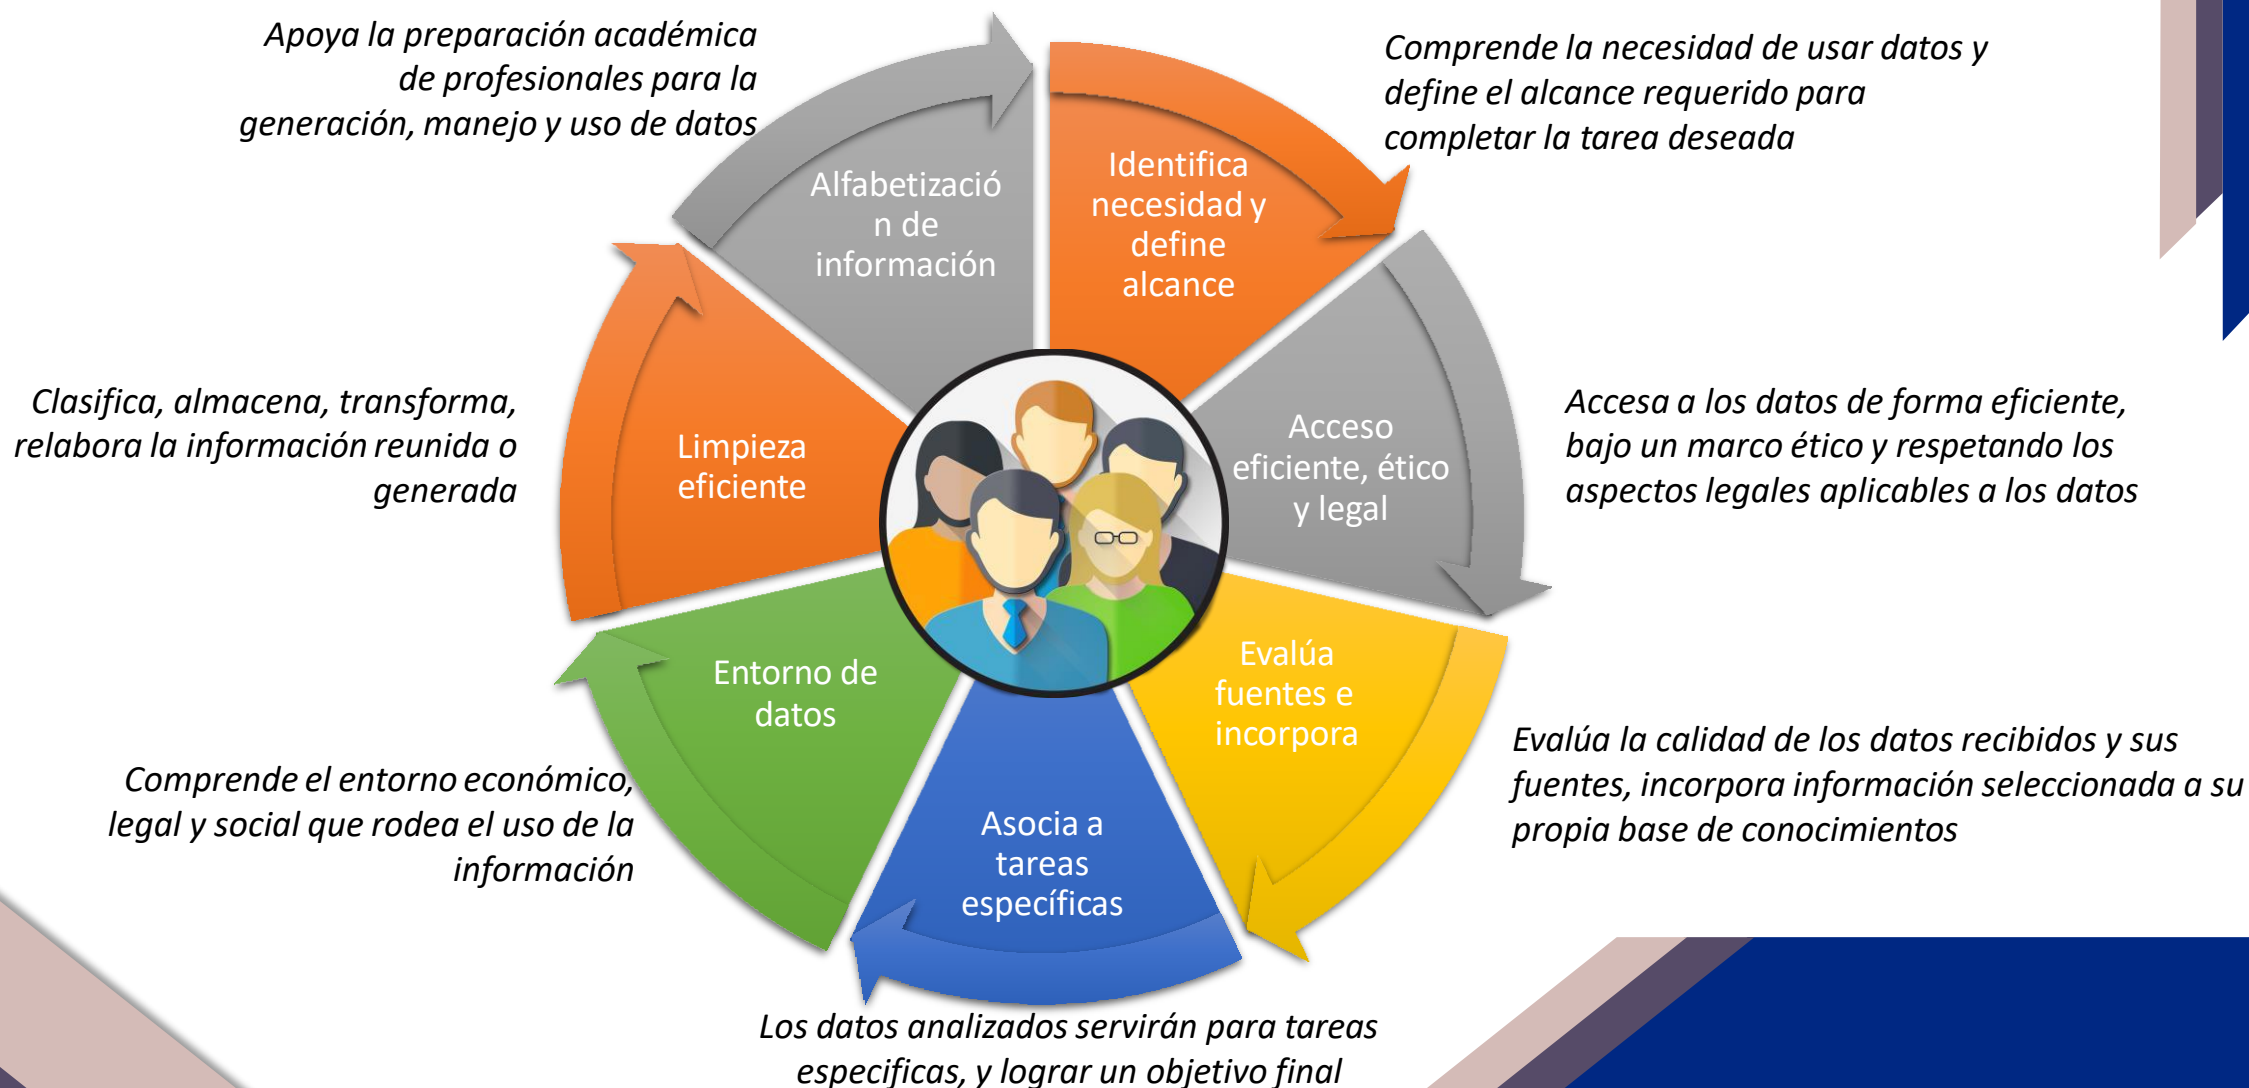 Apoya la preparación académica
de profesionales para la
generación, manejo y uso de datos
Comprende la necesidad de usar datos y
define el alcance requerido para
completar la tarea deseada
Alfabetizació
n de
información
Identifica
necesidad y
define
alcance
Clasifica, almacena, transforma,
relabora la información reunida o
generada
Limpieza
eficiente
Acceso
eficiente, ético
y legal
Accesa a los datos de forma eficiente,
bajo un marco ético y respetando los
aspectos legales aplicables a los datos
Entorno de
datos
Evalúa
fuentes e
incorpora
Comprende el entorno económico,
legal y social que rodea el uso de la
información
Asocia a
tareas
específicas
Evalúa la calidad de los datos recibidos y sus
fuentes, incorpora información seleccionada a su
propia base de conocimientos
Los datos analizados servirán para tareas
especificas, y lograr un objetivo final